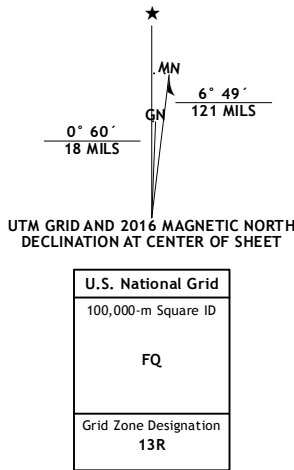 ★
MN
6° 49´
121 MILS
GN
0° 60´
18 MILS
UTM GRID AND 2016 MAGNETIC NORTH
DECLINATION AT CENTER OF SHEET
U.S. National Grid
100,000-m Square ID
FQ
Grid Zone Designation
13R